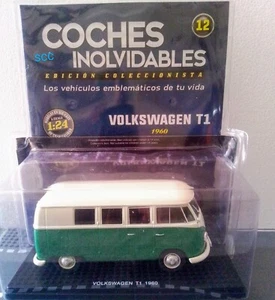 12
COCHES
SCC INOLVIDABLES
EDICIÓN COLECCIONISTA
Los vehículos emblemáticos de tu vida
1:24
VOLKSWAGEN T1
1960
VOLKSWAGEN T1, 1960